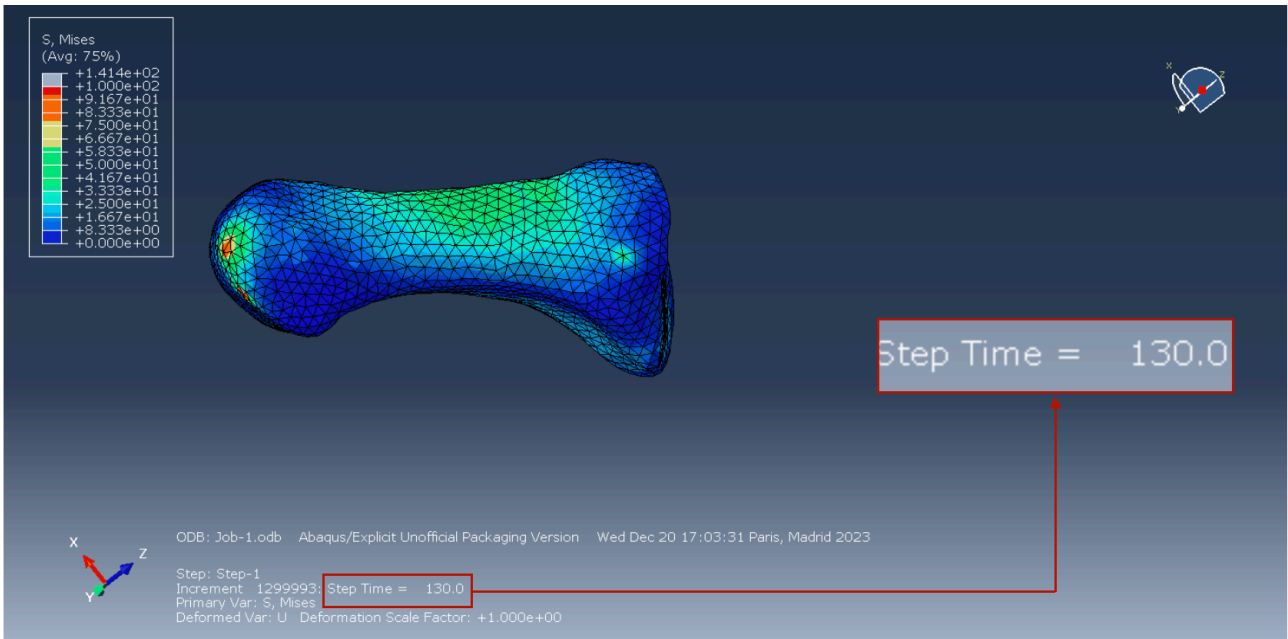 S, Mises
(Avg: 75%)
+1.414e+02
+1.000e+02
+9.167e+01
+8.333e+01
+7.500e+01
+6.667e+01
+5.833e+01
+5.000e+01
+4.167e+01
+3.333e+01
+2.500e+01
+1.667e+01
+8.333e+00
+0.000e+00
X
Z
Y
Step Time = 130.0
X
Z
Y
ODB: Job-1.odb Abaqus/Explicit Unofficial Packaging Version Wed Dec 20 17:03:31 Paris, Madrid 2023
Step: Step-1
Increment 1299993: Step Time = 130.0
Primary Var: S, Mises
Deformed Var: U Deformation Scale Factor: +1.000e+00